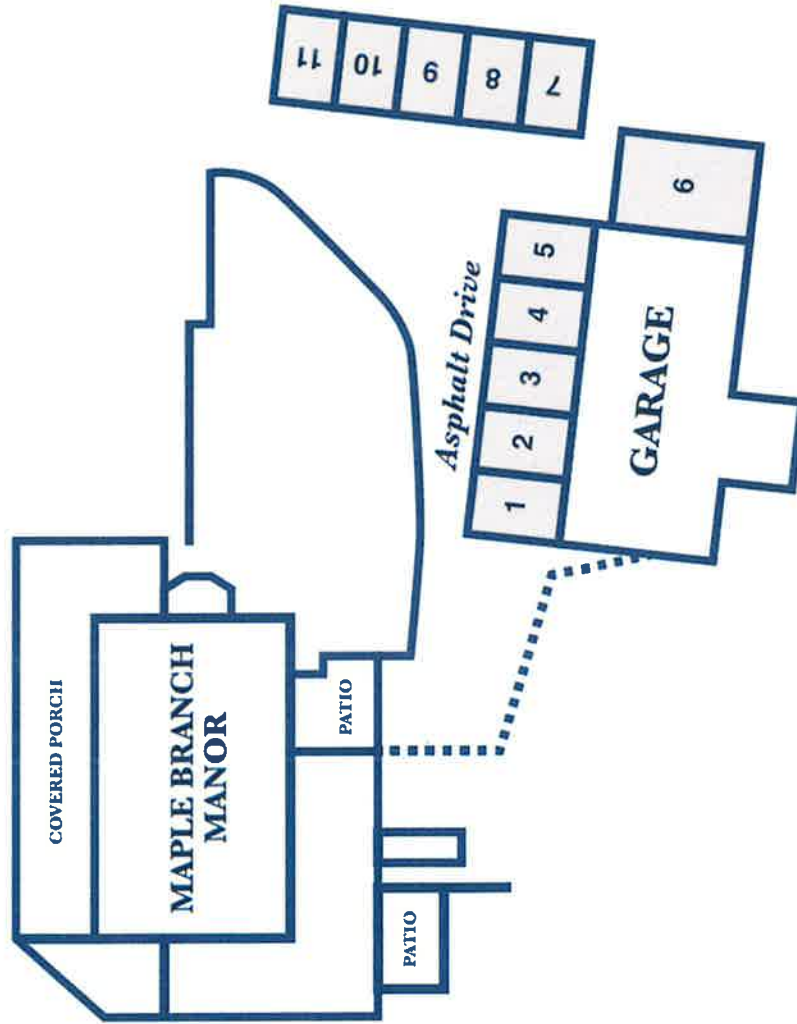 COVERED PORCH
MAPLE BRANCH
MANOR
PATIO
PATIO
Asphalt Drive
GARAGE
1
2
3
4
5
6
7
8
9
10
11